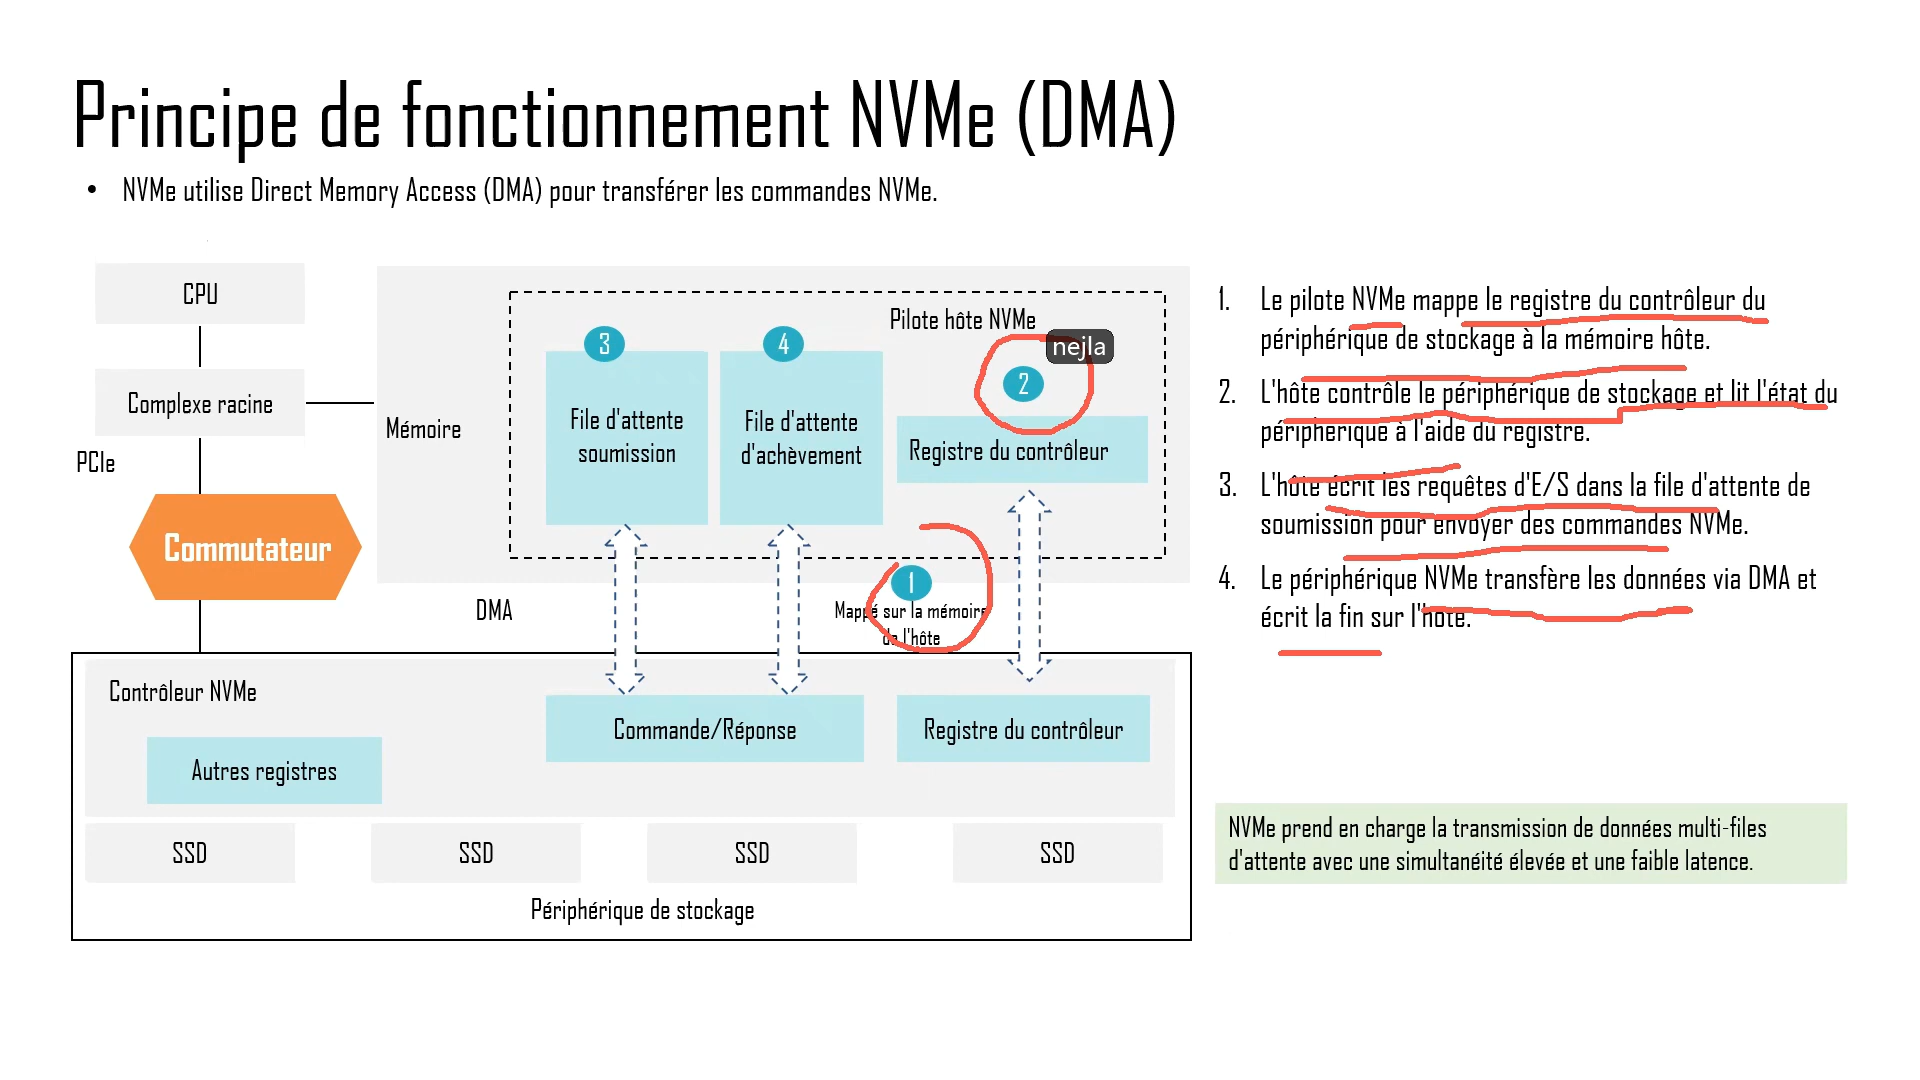 Principe de fonctionnement NVMe (DMA)
• NVMe utilise Direct Memory Access (DMA) pour transférer les commandes NVMe.
CPU
Complexe racine
PCIe
Commutateur
Mémoire
Pilote hôte NVMe
3
File d'attente
soumission
4
File d'attente
d'achèvement
nejla
2
Registre du contrôleur
DMA
1
Mappé sur la mémoire
de l'hôte
Contrôleur NVMe
Autres registres
Commande/Réponse
Registre du contrôleur
SSD
SSD
SSD
SSD
Périphérique de stockage
1. Le pilote NVMe mappe le registre du contrôleur du
périphérique de stockage à la mémoire hôte.
2. L'hôte contrôle le périphérique de stockage et lit l'état du
périphérique à l'aide du registre.
3. L'hôte écrit les requêtes d'E/S dans la file d'attente de
soumission pour envoyer des commandes NVMe.
4. Le périphérique NVMe transfère les données via DMA et
écrit la fin sur l'hôte.
NVMe prend en charge la transmission de données multi-files
d'attente avec une simultanéité élevée et une faible latence.